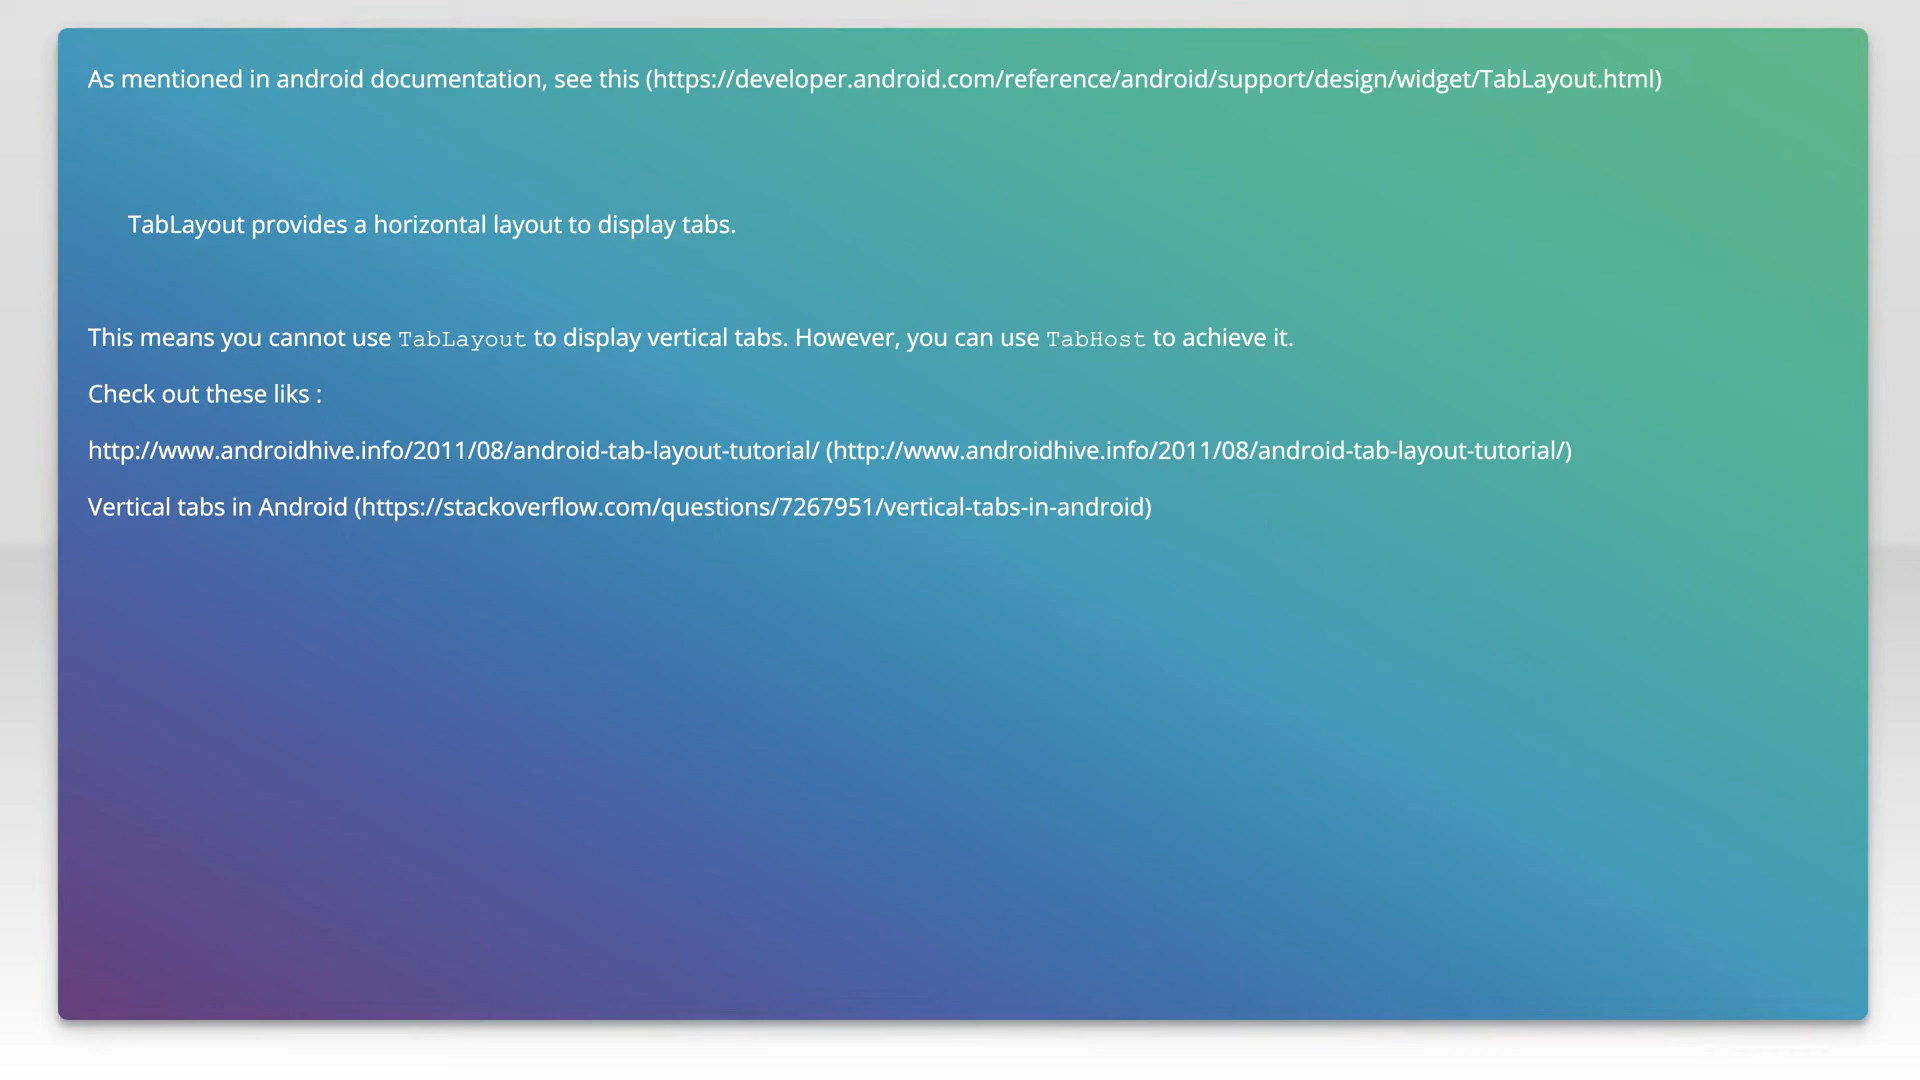 As mentioned in android documentation, see this (https://developer.android.com/reference/android/support/design/widget/TabLayout.html)
TabLayout provides a horizontal layout to display tabs.
This means you cannot use TabLayout to display vertical tabs. However, you can use TabHost to achieve it.
Check out these liks :
http://www.androidhive.info/2011/08/android-tab-layout-tutorial/ (http://www.androidhive.info/2011/08/android-tab-layout-tutorial/)
Vertical tabs in Android (https://stackoverflow.com/questions/7267951/vertical-tabs-in-android)